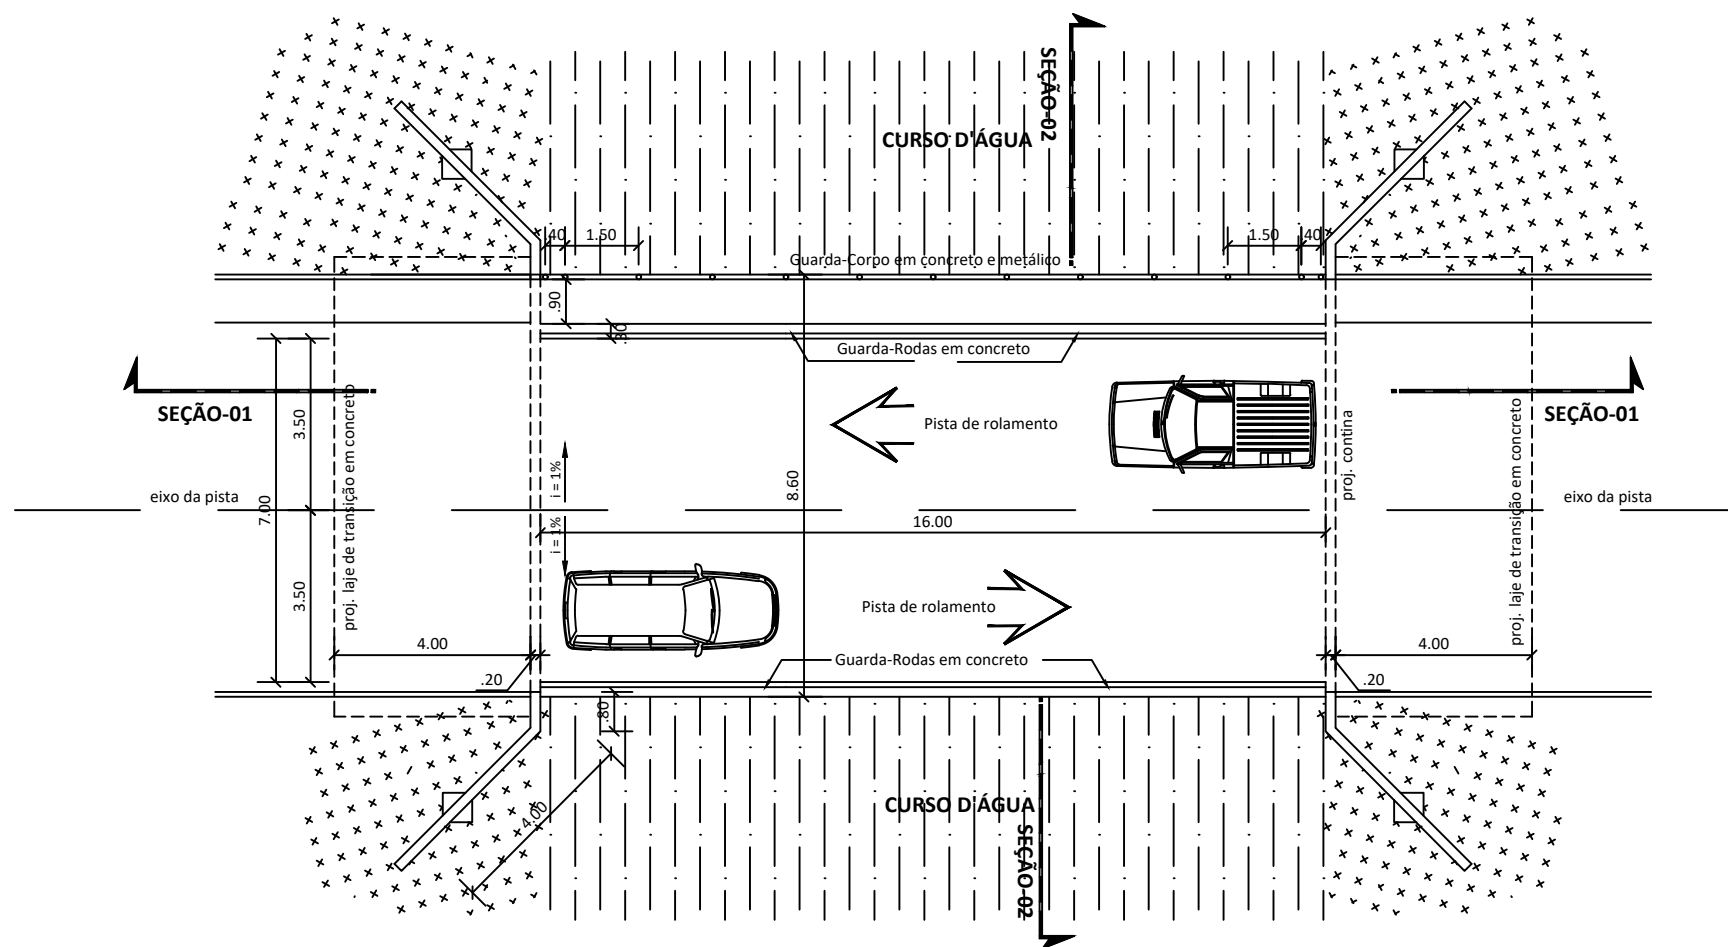 SEÇÃO-02
CURSO D'ÁGUA
.40
1.50
1.50
.40
Guarda-Corpo em concreto e metálico
.90
.30
Guarda-Rodas em concreto
SEÇÃO-01
SEÇÃO-01
3.50
proj. laje de transição em concreto
Pista de rolamento
proj. contina
proj. laje de transição em concreto
i = 1%
8.60
eixo da pista
7.00
eixo da pista
16.00
i = 1%
3.50
Pista de rolamento
4.00
4.00
Guarda-Rodas em concreto
.20
.20
.80
4.00
CURSO D'ÁGUA
SEÇÃO-02